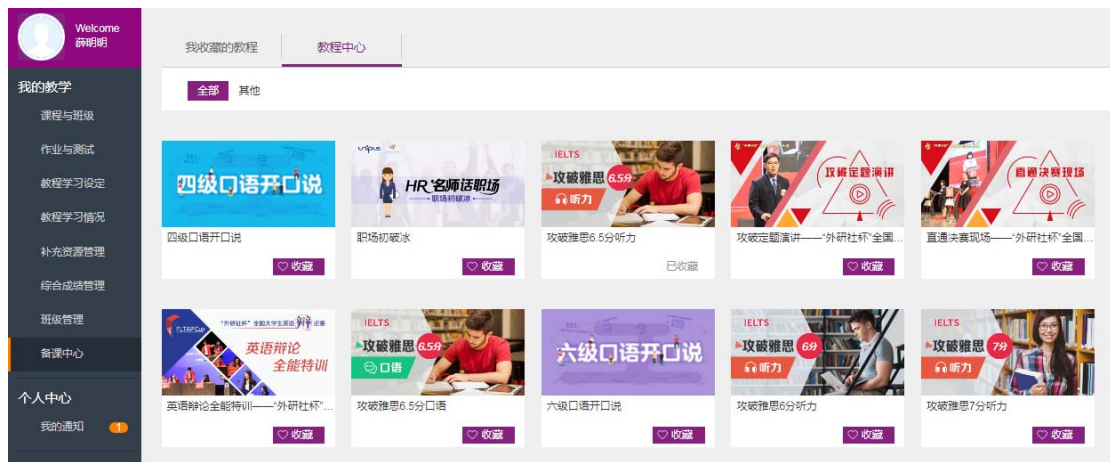 Welcome
薛明明
我的教学
课程与班级
作业与测试
教程学习设定
教程学习情况
补充资源管理
综合成绩管理
班级管理
备课中心
个人中心
我的通知 1
我收藏的教程 教程中心
全部 其他
四级口语开口说
四级口语开口说
收藏
unipus
HR名师话职场
职场初破冰
职场初破冰
收藏
IELTS
攻破雅思 6.5分
听力
攻破雅思6.5分听力
已收藏
攻破定题演讲
攻破定题演讲——“外研社杯”全国...
收藏
直通决赛现场
直通决赛现场——“外研社杯”全国...
收藏
“外研社杯”全国大学生英语辩论赛
英语辩论
全能特训
英语辩论全能特训——“外研社杯”...
收藏
IELTS
攻破雅思 6.5分
口语
攻破雅思6.5分口语
收藏
六级口语开口说
六级口语开口说
收藏
IELTS
攻破雅思 6分
听力
攻破雅思6分听力
收藏
IELTS
攻破雅思 7分
听力
攻破雅思7分听力
收藏